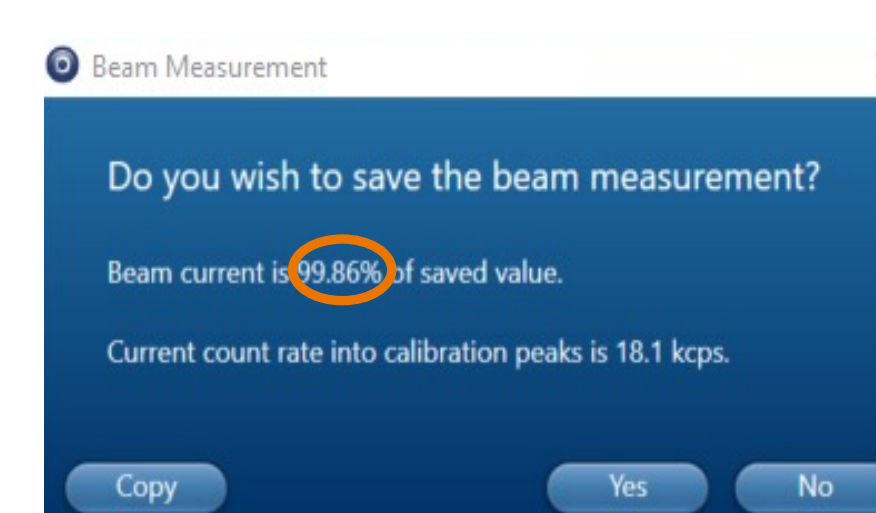 Beam Measurement
Do you wish to save the beam measurement?
Beam current is 99.86% of saved value.
Current count rate into calibration peaks is 18.1 kcps.
Copy
Yes
No